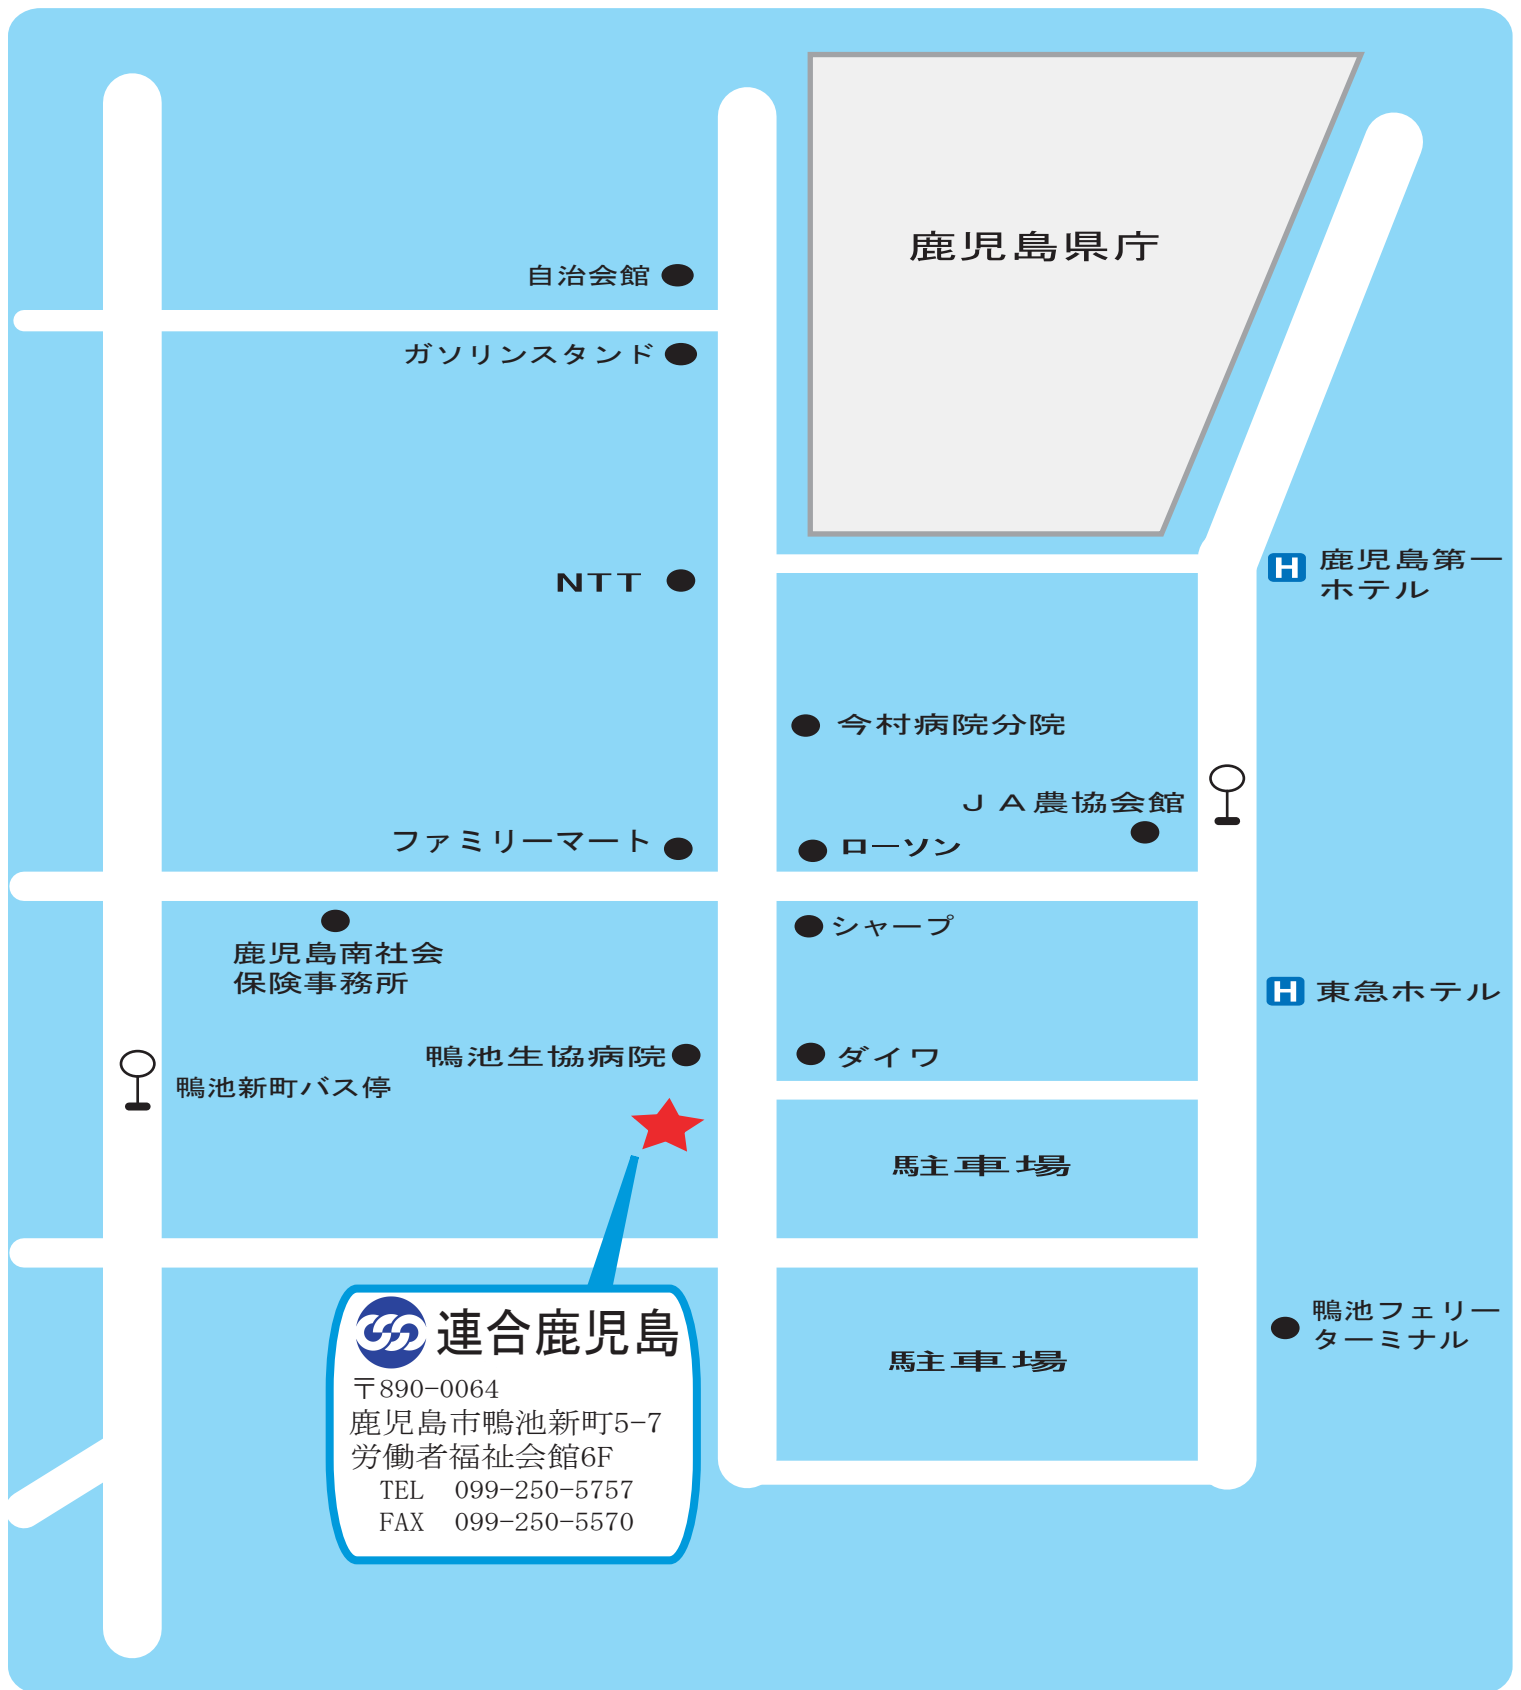 鹿児島県庁
自治会館
ガソリンスタンド
NTT
H 鹿児島第一
ホテル
今村病院分院
ＪＡ農協会館
ファミリーマート
ローソン
シャープ
鹿児島南社会
保険事務所
H 東急ホテル
鴨池生協病院
ダイワ
鴨池新町バス停
駐車場
連合鹿児島
〒890-0064
鹿児島市鴨池新町5-7
労働者福祉会館6F
TEL 099-250-5757
FAX 099-250-5570
駐車場
鴨池フェリー
ターミナル